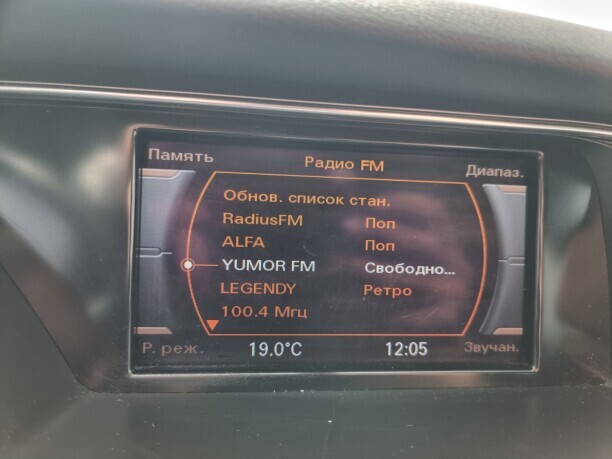 Память Радио FM Диапаз.
Обнов. список стан.
RadiusFM Поп
ALFA Поп
YUMOR FM Свободно...
LEGENDY Ретро
100.4 Мгц
Р. реж. 19.0°C 12:05 Звучан.